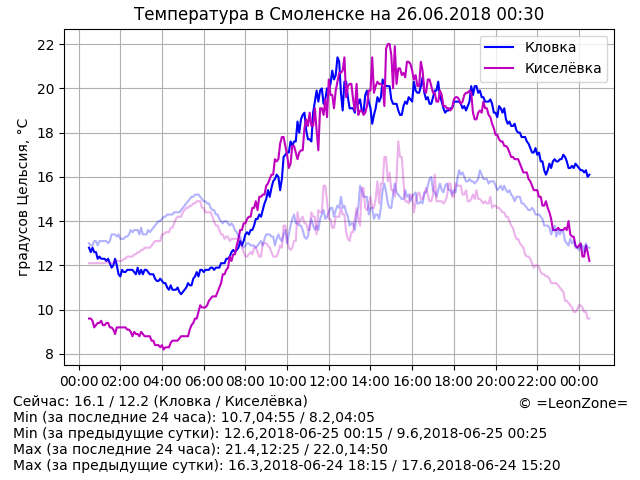 Температура в Смоленске на 26.06.2018 00:30
Кловка
Киселёвка
градусов Цельсия, °C
22
20
18
16
14
12
10
8
00:00 02:00 04:00 06:00 08:00 10:00 12:00 14:00 16:00 18:00 20:00 22:00 00:00
Сейчас: 16.1 / 12.2 (Кловка / Киселёвка)
© =LeonZone=
Min (за последние 24 часа): 10.7,04:55 / 8.2,04:05
Min (за предыдущие сутки): 12.6,2018-06-25 00:15 / 9.6,2018-06-25 00:25
Max (за последние 24 часа): 21.4,12:25 / 22.0,14:50
Max (за предыдущие сутки): 16.3,2018-06-24 18:15 / 17.6,2018-06-24 15:20